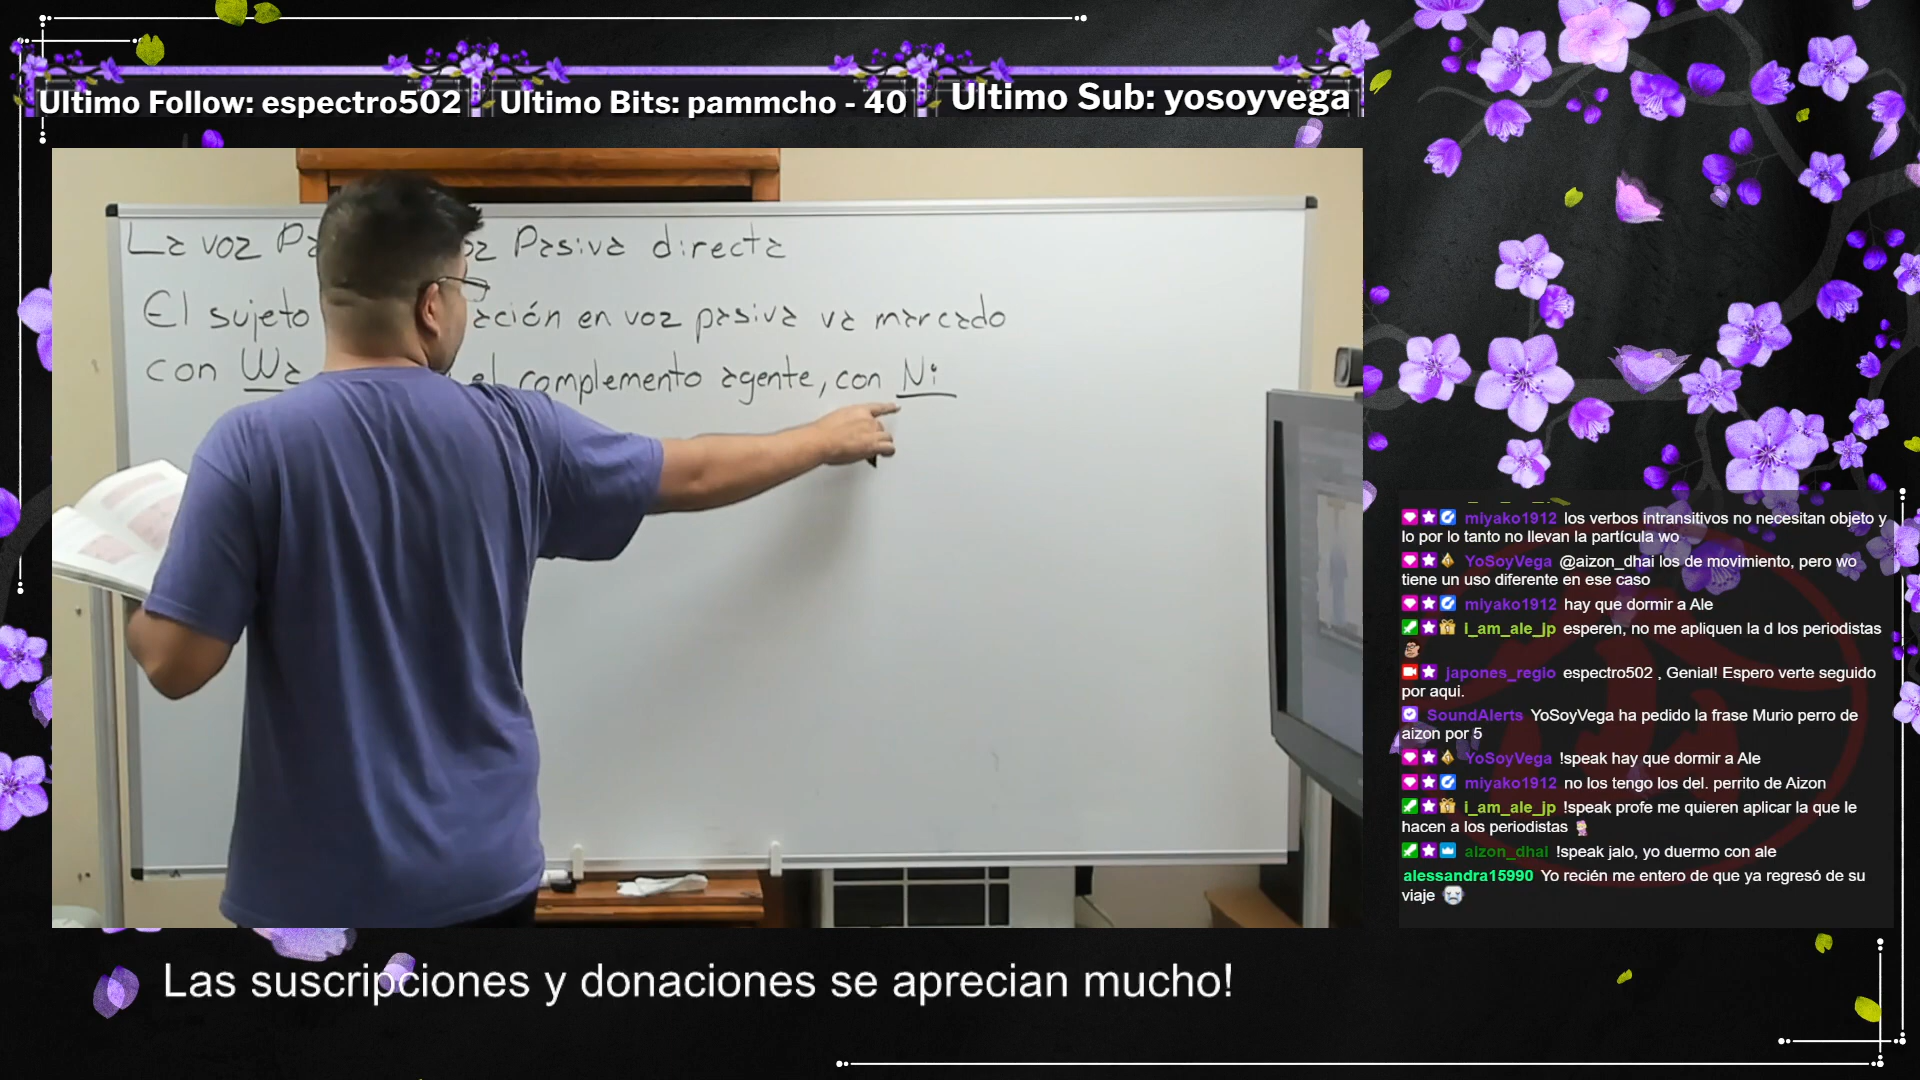 Ultimo Follow: espectro502
Ultimo Bits: pammcho - 40
Ultimo Sub: yosoyvega
La voz Pasiva directa
El sujeto en voz pasiva va marcado
con Wa el complemento agente, con Ni
miyako1912 los verbos intransitivos no necesitan objeto y
lo por lo tanto no llevan la partícula wo
YoSoyVega @aizon_dhai los de movimiento, pero wo
tiene un uso diferente en ese caso
miyako1912 hay que dormir a Ale
i_am_ale_jp esperen, no me apliquen la d los periodistas
japones_regio espectro502 , Genial! Espero verte seguido
por aqui.
SoundAlerts YoSoyVega ha pedido la frase Murio perro de
aizon por 5
YoSoyVega !speak hay que dormir a Ale
miyako1912 no los tengo los del. perrito de Aizon
i_am_ale_jp !speak profe me quieren aplicar la que le
hacen a los periodistas
aizon_dhai !speak jalo, yo duermo con ale
alessandra15990 Yo recién me entero de que ya regresó de su
viaje
Las suscripciones y donaciones se aprecian mucho!